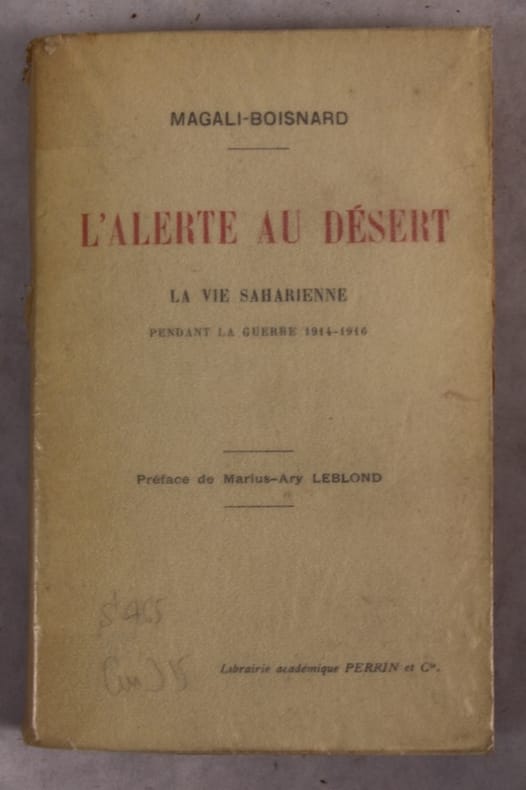 MAGALI-BOISNARD
L'ALERTE AU DÉSERT
LA VIE SAHARIENNE
PENDANT LA GUERRE 1914-1916
Préface de Marius-Ary LEBLOND
Librairie académique PERRIN et Cie.